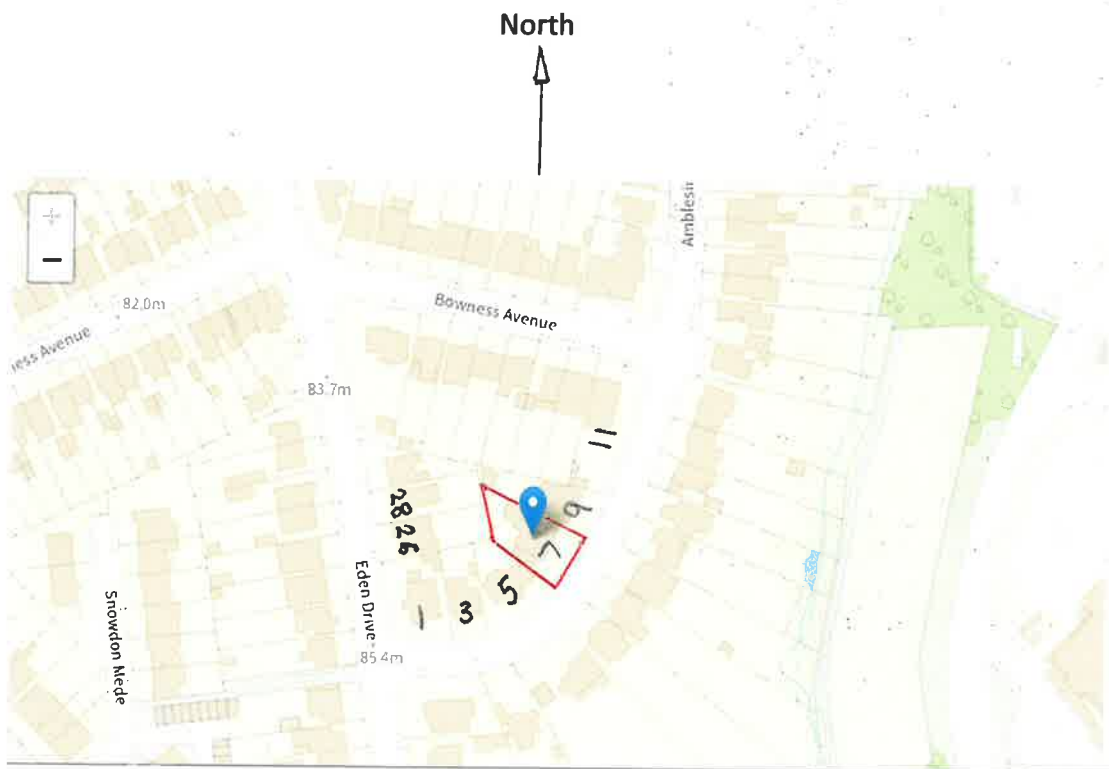 North
Amblesi
82.0m
Bowness Avenue
ness Avenue
83.7m
11
28 26
9
7
5
3
1
Eden Drive
Snowdon Mede
85.4m